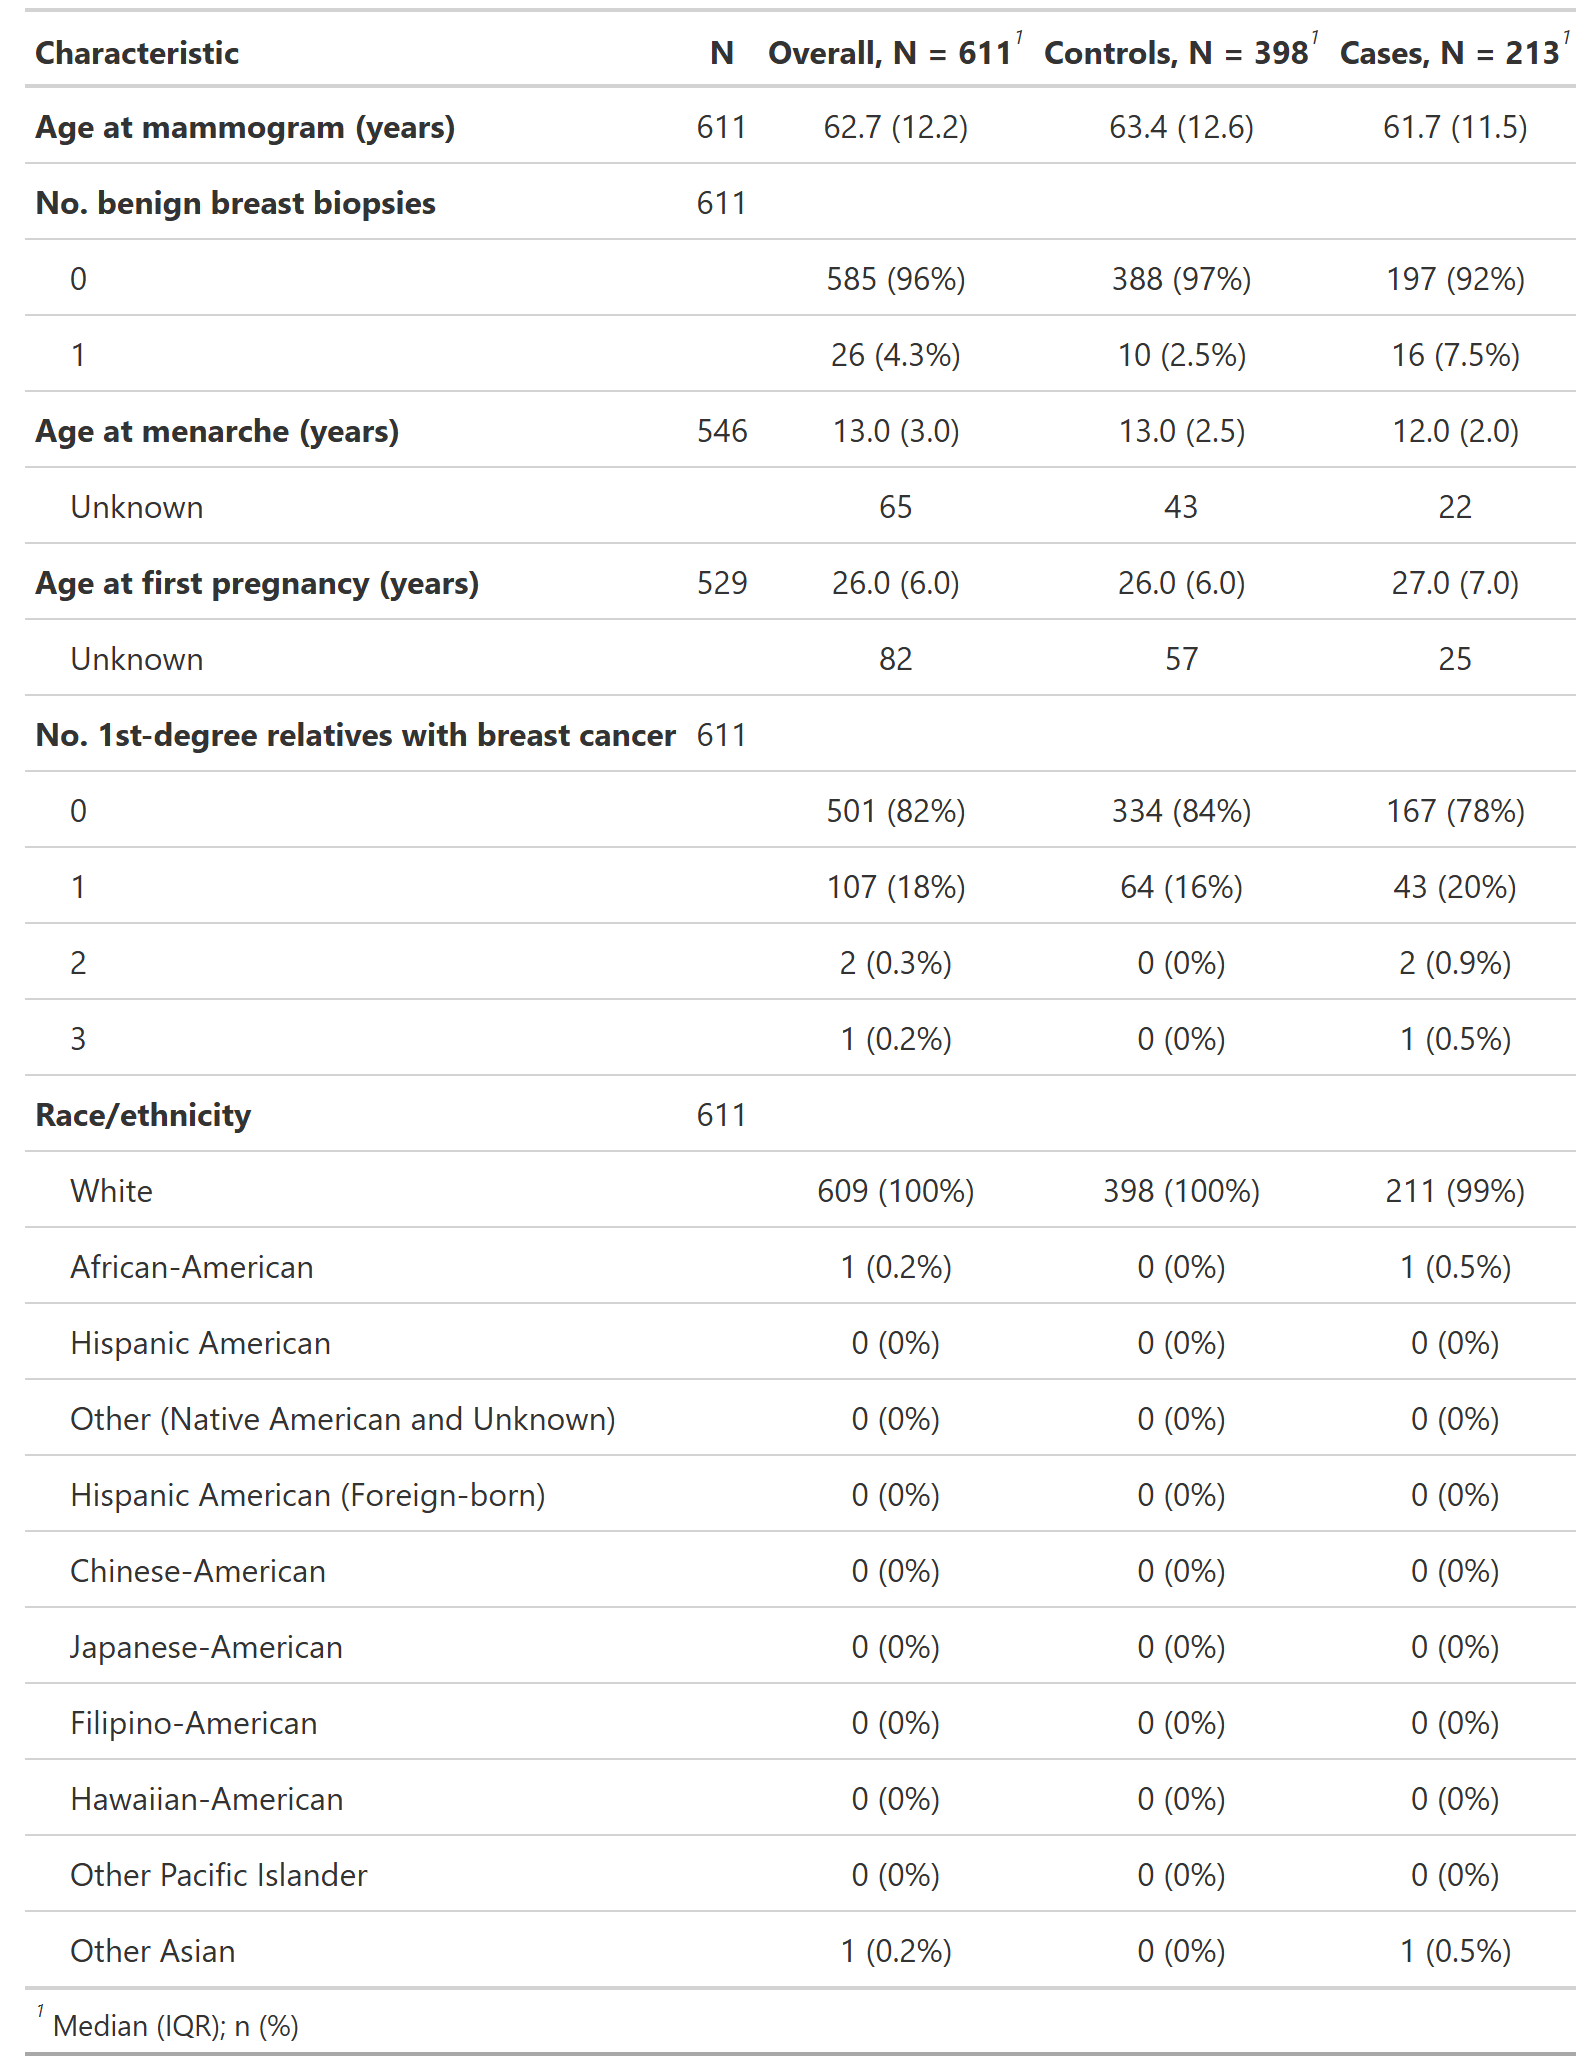 Characteristic N Overall, N = 611¹ Controls, N = 398¹ Cases, N = 213¹
Age at mammogram (years) 611 62.7 (12.2) 63.4 (12.6) 61.7 (11.5)
No. benign breast biopsies 611
0 585 (96%) 388 (97%) 197 (92%)
1 26 (4.3%) 10 (2.5%) 16 (7.5%)
Age at menarche (years) 546 13.0 (3.0) 13.0 (2.5) 12.0 (2.0)
Unknown 65 43 22
Age at first pregnancy (years) 529 26.0 (6.0) 26.0 (6.0) 27.0 (7.0)
Unknown 82 57 25
No. 1st-degree relatives with breast cancer 611
0 501 (82%) 334 (84%) 167 (78%)
1 107 (18%) 64 (16%) 43 (20%)
2 2 (0.3%) 0 (0%) 2 (0.9%)
3 1 (0.2%) 0 (0%) 1 (0.5%)
Race/ethnicity 611
White 609 (100%) 398 (100%) 211 (99%)
African-American 1 (0.2%) 0 (0%) 1 (0.5%)
Hispanic American 0 (0%) 0 (0%) 0 (0%)
Other (Native American and Unknown) 0 (0%) 0 (0%) 0 (0%)
Hispanic American (Foreign-born) 0 (0%) 0 (0%) 0 (0%)
Chinese-American 0 (0%) 0 (0%) 0 (0%)
Japanese-American 0 (0%) 0 (0%) 0 (0%)
Filipino-American 0 (0%) 0 (0%) 0 (0%)
Hawaiian-American 0 (0%) 0 (0%) 0 (0%)
Other Pacific Islander 0 (0%) 0 (0%) 0 (0%)
Other Asian 1 (0.2%) 0 (0%) 1 (0.5%)
¹ Median (IQR); n (%)